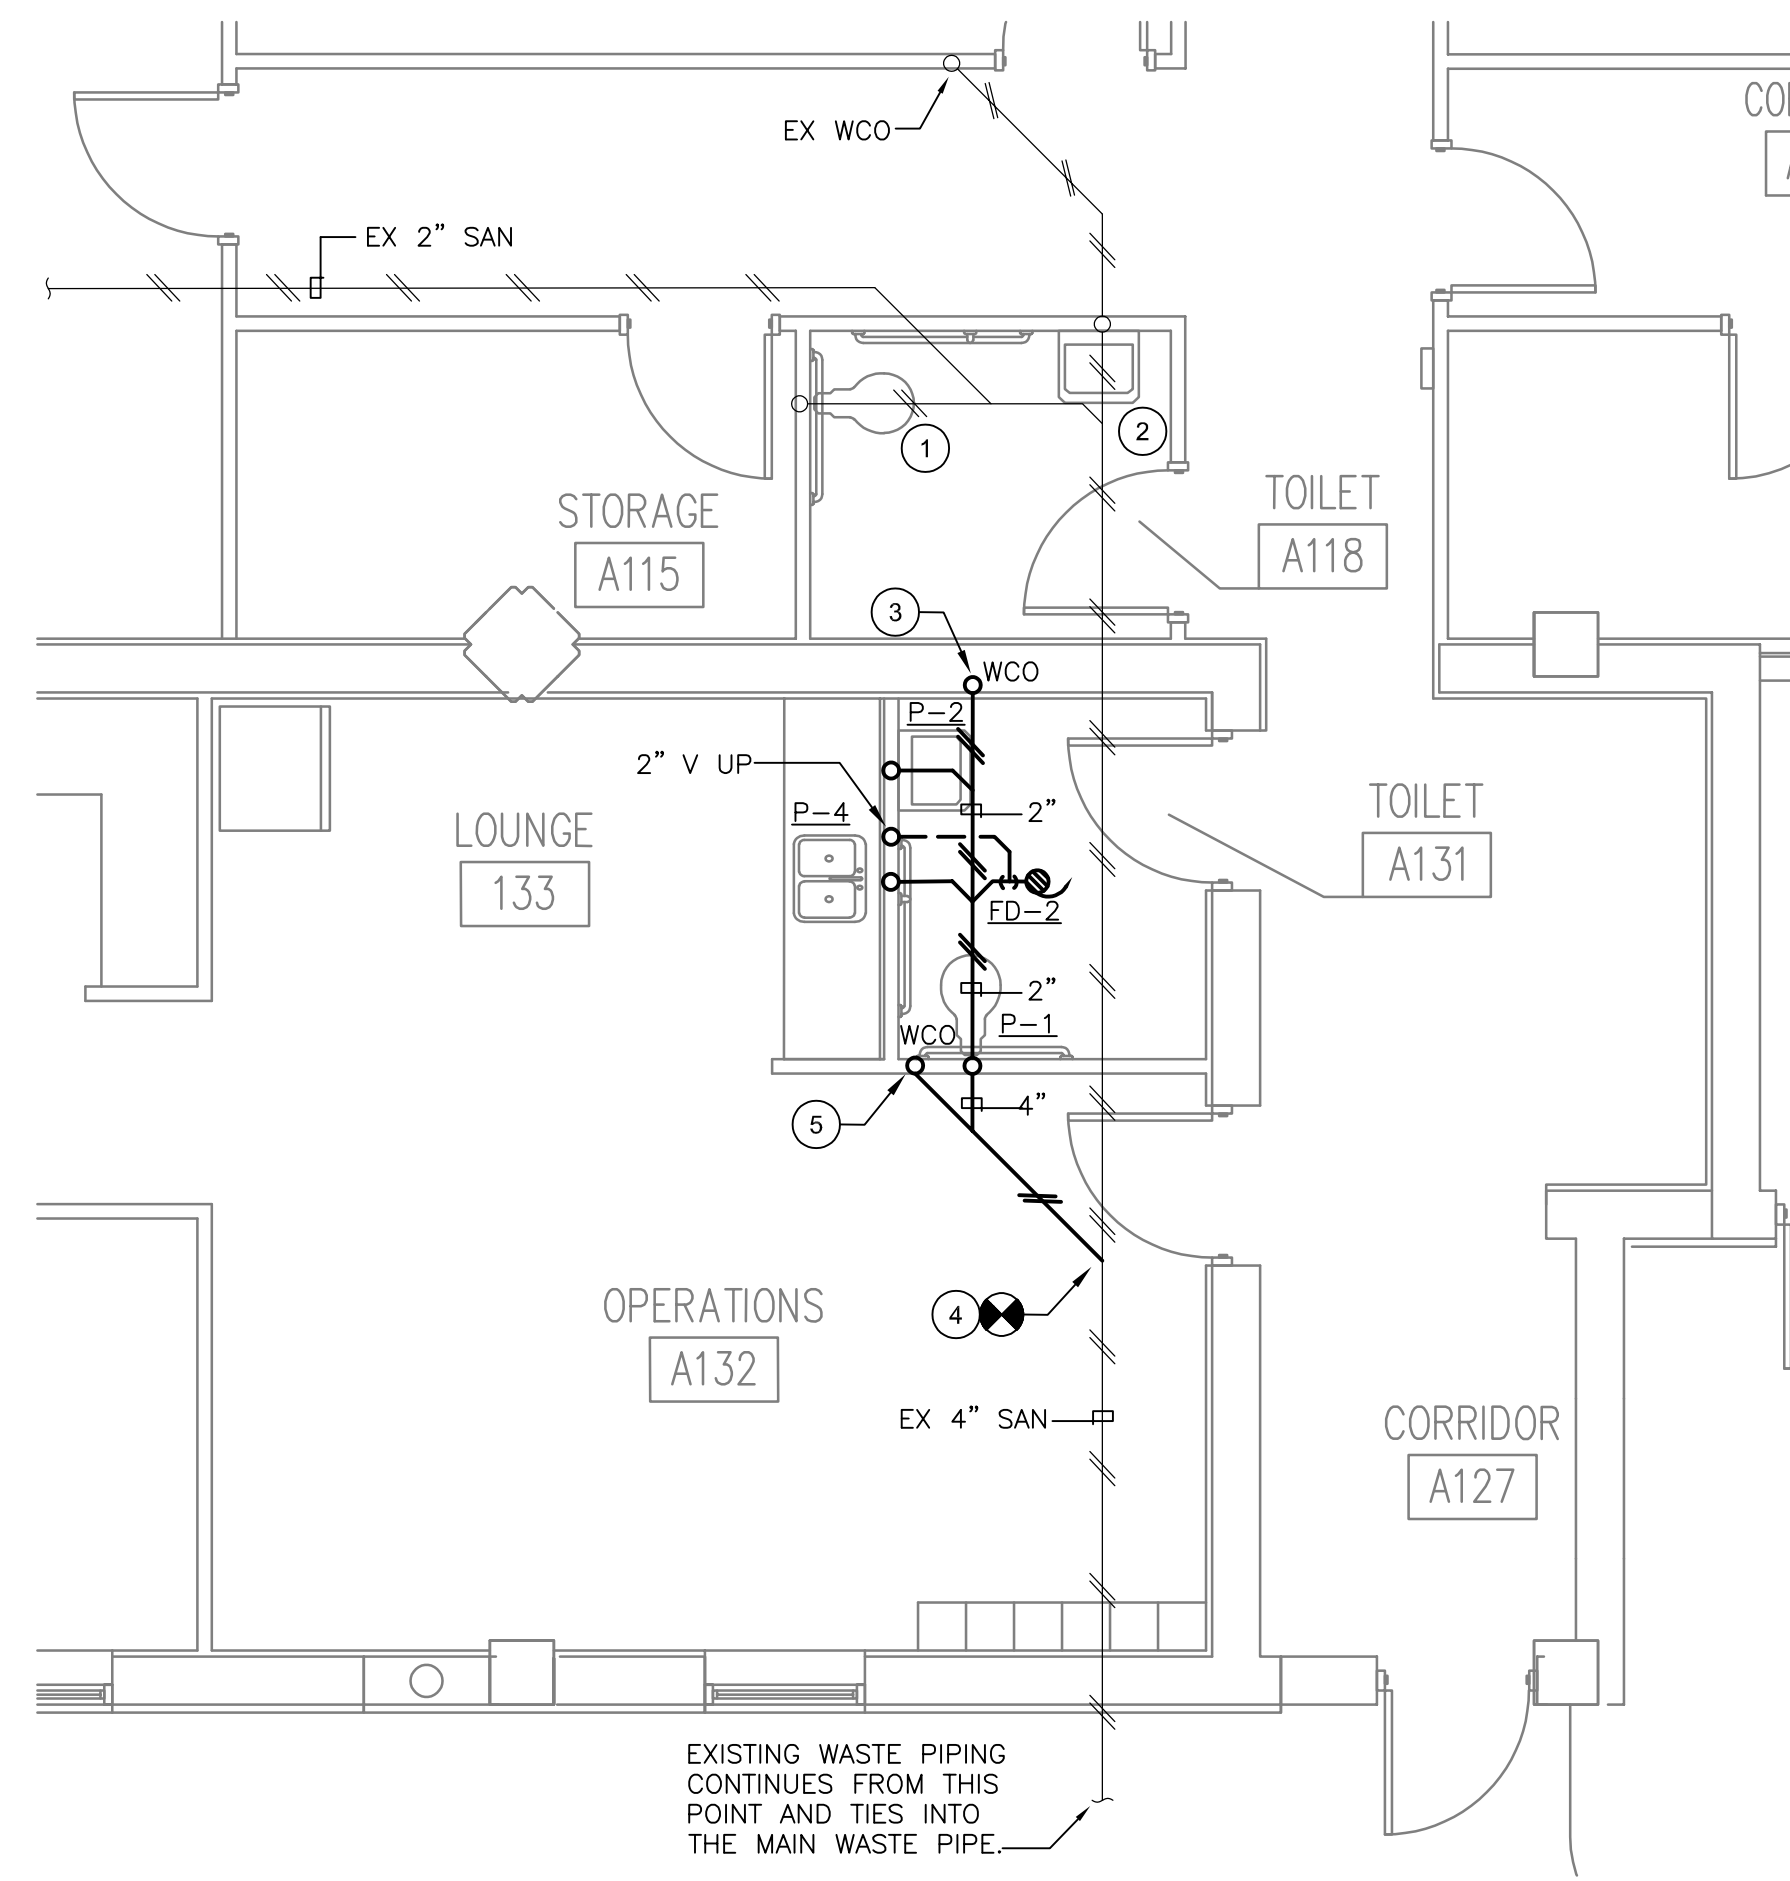 EX WCO
EX 2" SAN
1
2
STORAGE
A115
TOILET
A118
3
WCO
P-2
2" V UP
P-4
2"
LOUNGE
133
TOILET
A131
FD-2
2"
P-1
WCO
4"
5
4
OPERATIONS
A132
EX 4" SAN
CORRIDOR
A127
EXISTING WASTE PIPING
CONTINUES FROM THIS
POINT AND TIES INTO
THE MAIN WASTE PIPE.